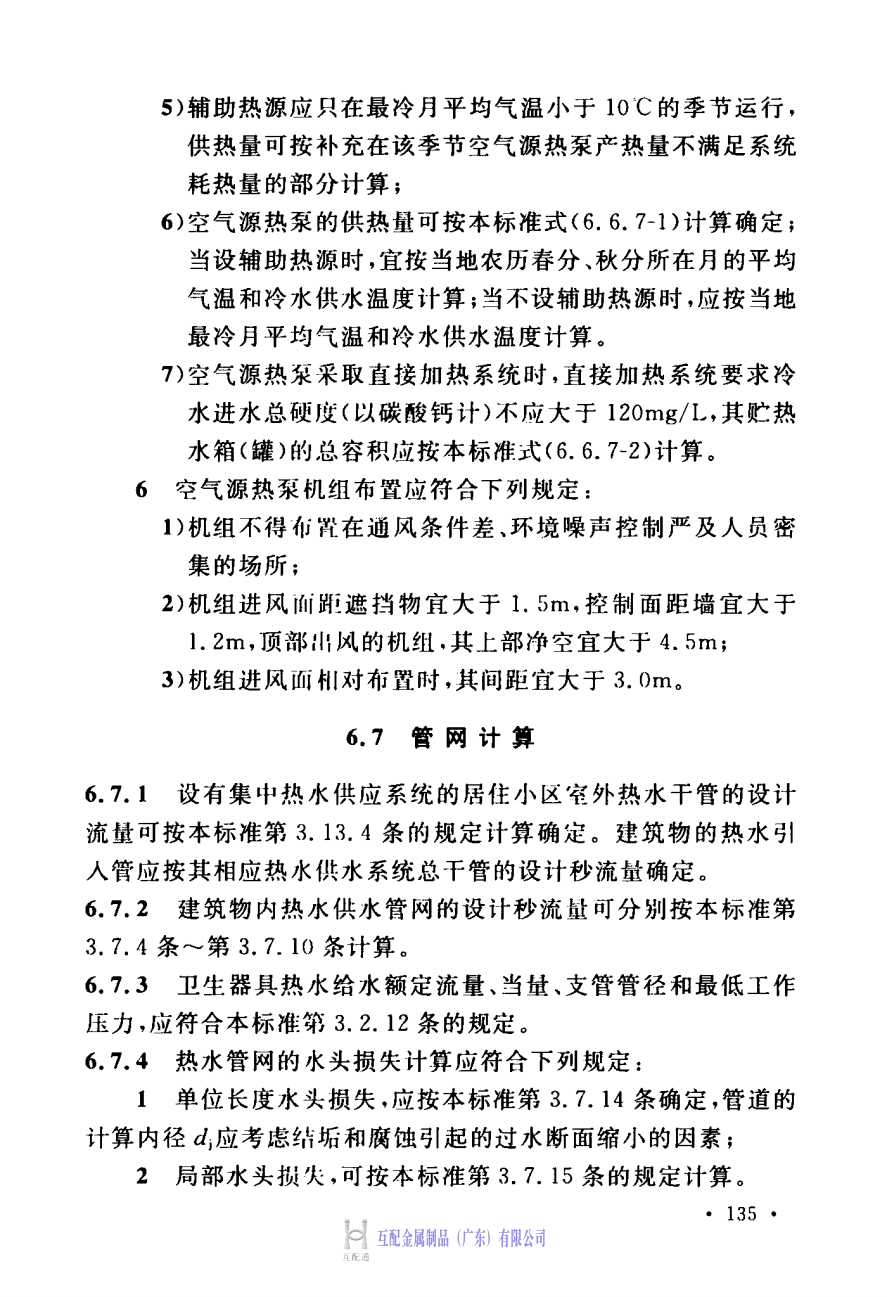 5)辅助热源应只在最冷月平均气温小于 10℃的季节运行，
供热量可按补充在该季节空气源热泵产热量不满足系统
耗热量的部分计算；
6)空气源热泵的供热量可按本标准式(6.6.7-1)计算确定；
当设辅助热源时，宜按当地农历春分、秋分所在月的平均
气温和冷水供水温度计算；当不设辅助热源时，应按当地
最冷月平均气温和冷水供水温度计算。
7)空气源热泵采取直接加热系统时，直接加热系统要求冷
水进水总硬度(以碳酸钙计)不应大于 120mg/L，其贮热
水箱(罐)的总容积应按本标准式(6.6.7-2)计算。
6 空气源热泵机组布置应符合下列规定：
1)机组不得布置在通风条件差、环境噪声控制严及人员密
集的场所；
2)机组进风面距遮挡物宜大于 1.5m，控制面距墙宜大于
1.2m，顶部出风的机组，其上部净空宜大于 4.5m；
3)机组进风面相对布置时，其间距宜大于 3.0m。
6.7 管网计算
6.7.1 设有集中热水供应系统的居住小区室外热水干管的设计
流量可按本标准第 3.13.4 条的规定计算确定。建筑物的热水引
入管应按其相应热水供水系统总干管的设计秒流量确定。
6.7.2 建筑物内热水供水管网的设计秒流量可分别按本标准第
3.7.4 条～第 3.7.10 条计算。
6.7.3 卫生器具热水给水额定流量、当量、支管管径和最低工作
压力，应符合本标准第 3.2.12 条的规定。
6.7.4 热水管网的水头损失计算应符合下列规定：
1 单位长度水头损失，应按本标准第 3.7.14 条确定，管道的
计算内径 dj应考虑结垢和腐蚀引起的过水断面缩小的因素；
2 局部水头损失，可按本标准第 3.7.15 条的规定计算。
• 135 •
互配金属制品（广东）有限公司
互配通